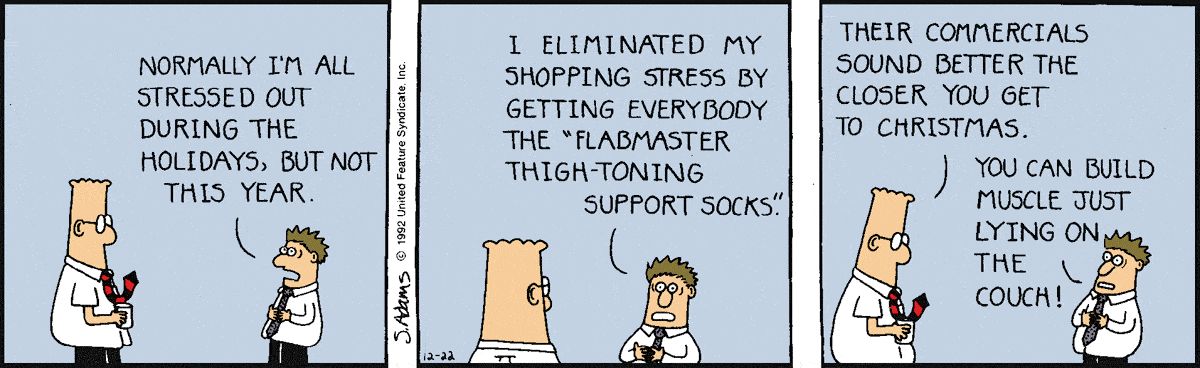 NORMALLY I'M ALL
STRESSED OUT
DURING THE
HOLIDAYS, BUT NOT
THIS YEAR.
S. Adams
© 1992 United Feature Syndicate, Inc.
I ELIMINATED MY
SHOPPING STRESS BY
GETTING EVERYBODY
THE "FLABMASTER
THIGH-TONING
SUPPORT SOCKS."
12-22
THEIR COMMERCIALS
SOUND BETTER THE
CLOSER YOU GET
TO CHRISTMAS.
YOU CAN BUILD
MUSCLE JUST
LYING ON
THE
COUCH!